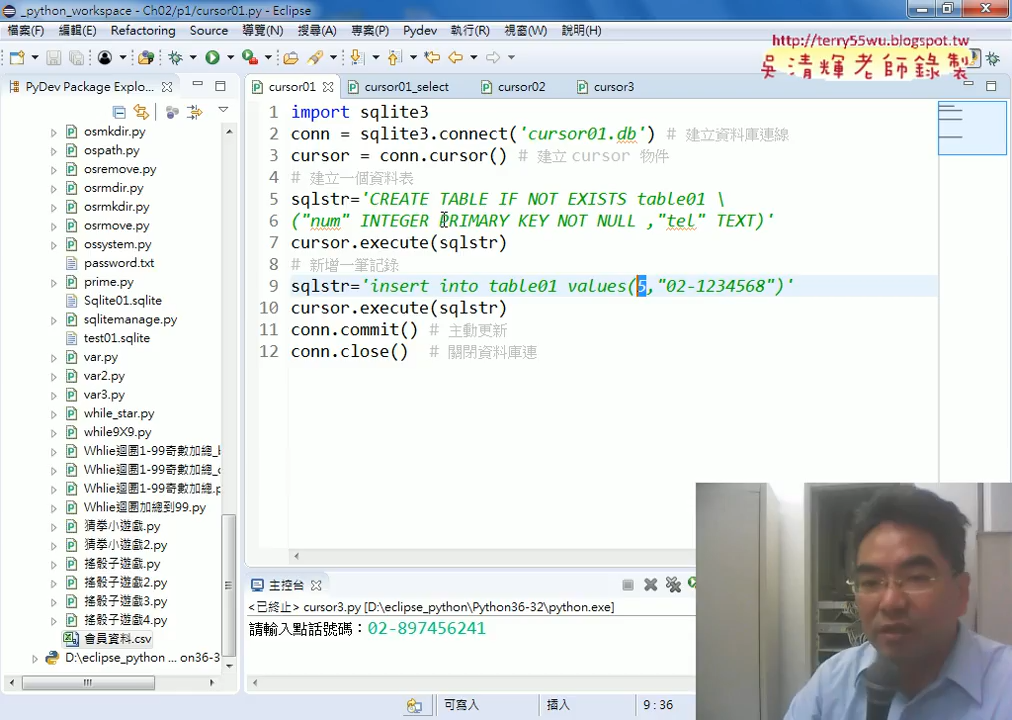 _python_workspace - Ch02/p1/cursor01.py - Eclipse
檔案(F) 編輯(E) Refactoring Source 導覽(N) 搜尋(A) 專案(P) Pydev 執行(R) 視窗(W) 說明(H)
http://terry55wu.blogspot.tw
吳清輝老師錄製
PyDev Package Explo...
cursor01 cursor01_select cursor02 cursor3
osmkdir.py
ospath.py
osremove.py
osrmdir.py
osrmkdir.py
osrmove.py
ossystem.py
password.txt
prime.py
Sqlite01.sqlite
sqlitemanage.py
test01.sqlite
var.py
var2.py
var3.py
while_star.py
while9X9.py
Whlie迴圈1-99奇數加總_b
Whlie迴圈1-99奇數加總_c
Whlie迴圈1-99奇數加總.p
Whlie迴圈加總到99.py
猜拳小遊戲.py
猜拳小遊戲2.py
搖骰子遊戲.py
搖骰子遊戲2.py
搖骰子遊戲3.py
搖骰子遊戲4.py
會員資料.csv
D:\eclipse_python ... on36-3
1 import sqlite3
2 conn = sqlite3.connect('cursor01.db') # 建立資料庫連線
3 cursor = conn.cursor() # 建立 cursor 物件
4 # 建立一個資料表
5 sqlstr='CREATE TABLE IF NOT EXISTS table01 \
6 ("num" INTEGER PRIMARY KEY NOT NULL ,"tel" TEXT)'
7 cursor.execute(sqlstr)
8 # 新增一筆記錄
9 sqlstr='insert into table01 values(5,"02-1234568")'
10 cursor.execute(sqlstr)
11 conn.commit() # 主動更新
12 conn.close() # 關閉資料庫連
主控台
<已終止> cursor3.py [D:\eclipse_python\Python36-32\python.exe]
請輸入點話號碼：02-897456241
可寫入 插入 9 : 36